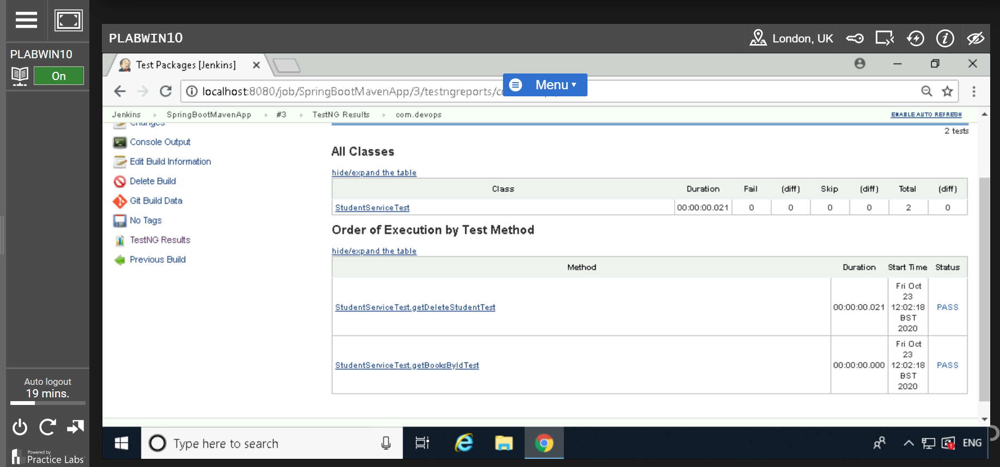 PLABWIN10
On
Auto logout
19 mins.
Powered by
Practice Labs
PLABWIN10
London, UK
Test Packages [Jenkins]
Menu
localhost:8080/job/SpringBootMavenApp/3/testngreports/c
Jenkins SpringBootMavenApp #3 TestNG Results com.devops
ENABLE AUTO REFRESH
Changes
Console Output
Edit Build Information
Delete Build
Git Build Data
No Tags
TestNG Results
Previous Build
2 tests
All Classes
hide/expand the table
Class Duration Fail (diff) Skip (diff) Total (diff)
StudentServiceTest 00:00:00.021 0 0 0 0 2 0
Order of Execution by Test Method
hide/expand the table
Method Duration Start Time Status
StudentServiceTest.getDeleteStudentTest 00:00:00.021 Fri Oct 23 12:02:18 BST 2020 PASS
StudentServiceTest.getBooksByIdTest 00:00:00.000 Fri Oct 23 12:02:18 BST 2020 PASS
Type here to search
ENG